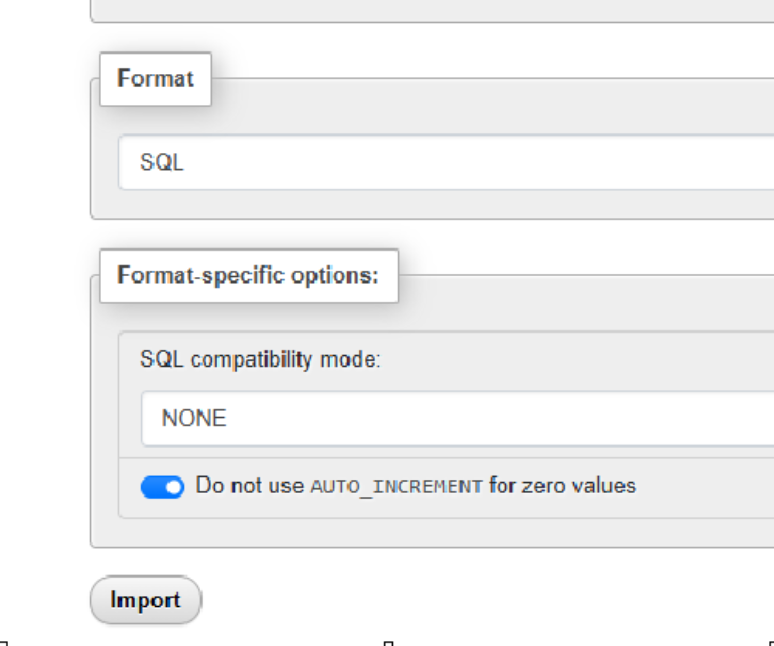 Format
SQL
Format-specific options:
SQL compatibility mode:
NONE
Do not use AUTO_INCREMENT for zero values
Import